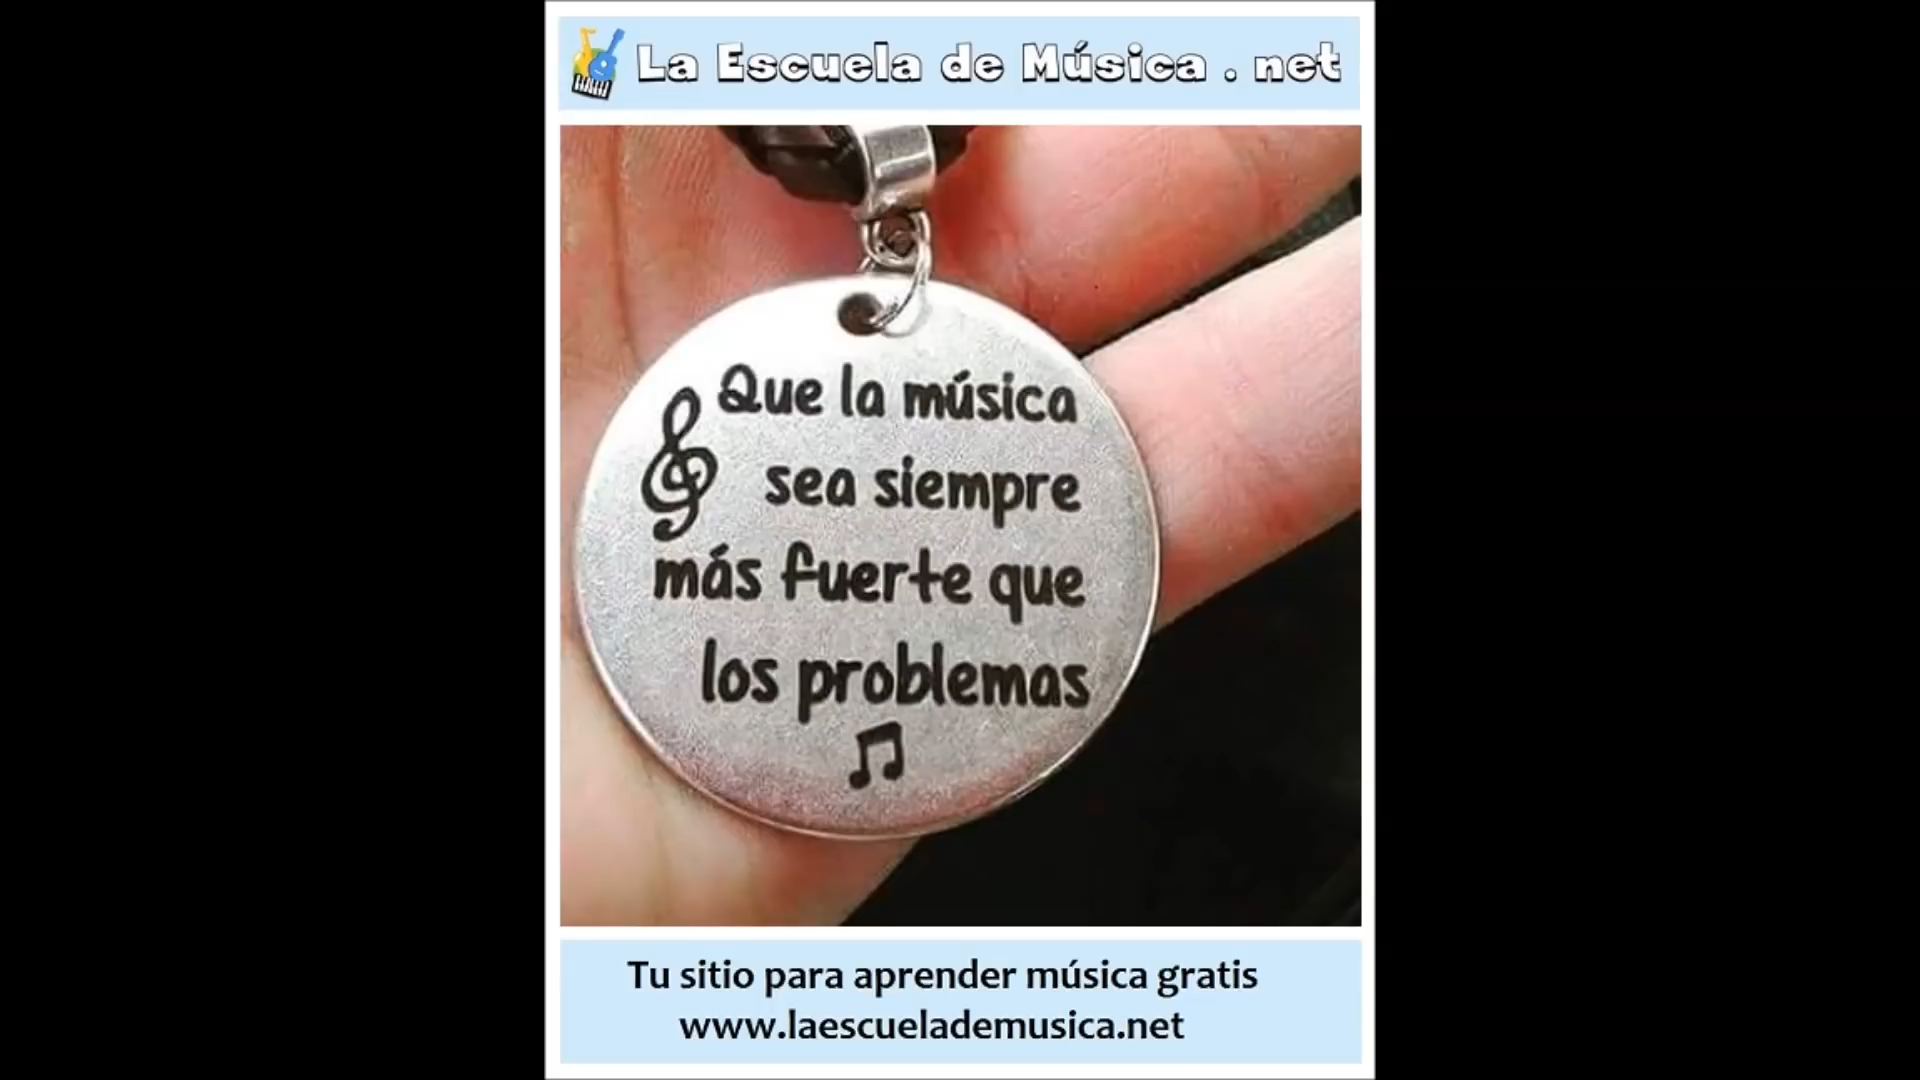 La Escuela de Música . net
Que la música
sea siempre
más fuerte que
los problemas
Tu sitio para aprender música gratis
www.laescuelademusica.net